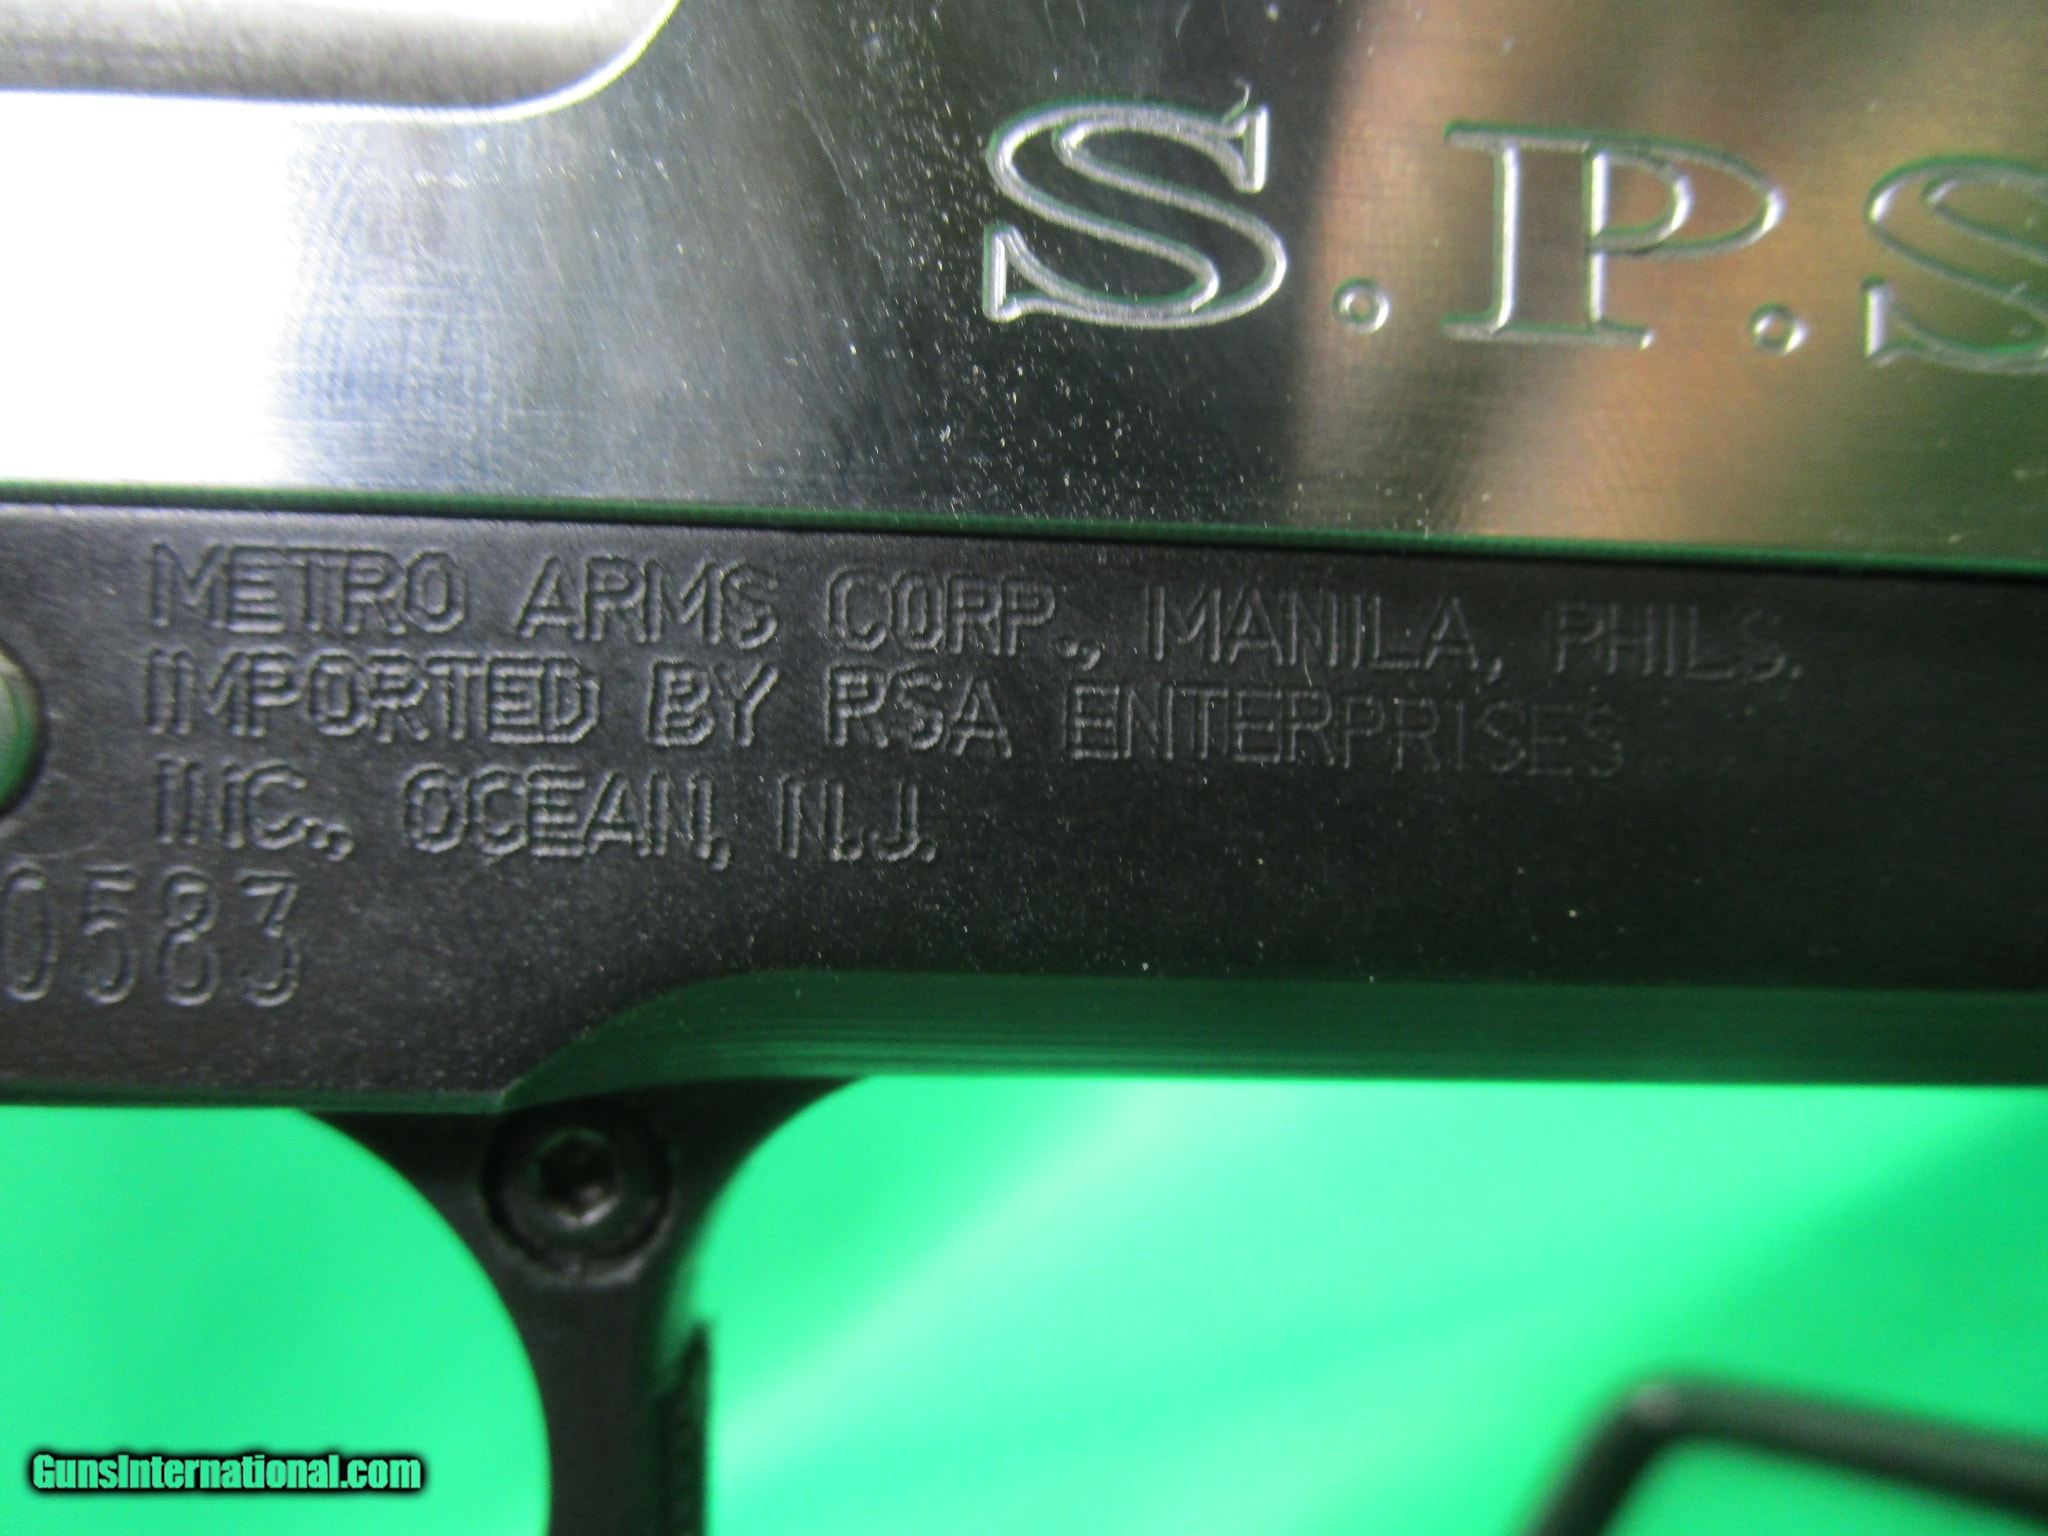 S.P.S
METRO ARMS CORP., MANILA, PHILS.
IMPORTED BY RSA ENTERPRISES
INC., OCEAN, N.J.
0583
GunsInternational.com